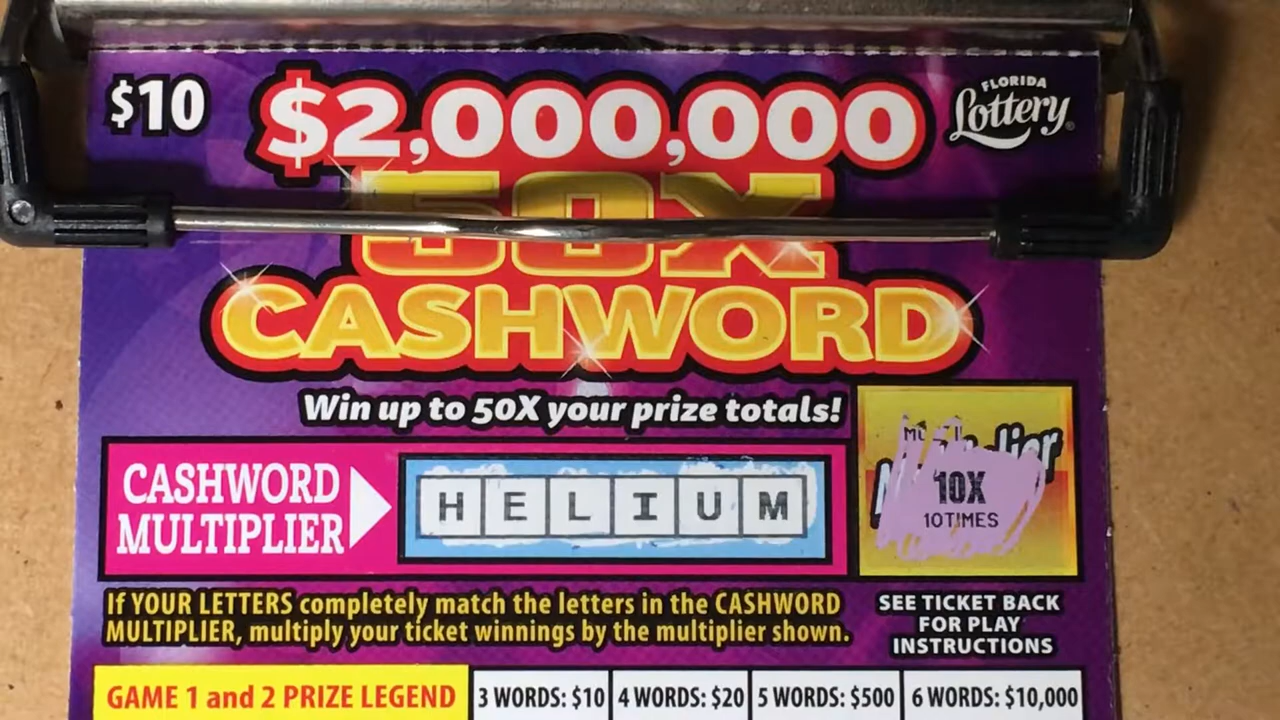 $10
$2,000,000
FLORIDA
Lottery®
50X
CASHWORD
Win up to 50X your prize totals!
CASHWORD
MULTIPLIER
HELIUM
10X
10TIMES
If YOUR LETTERS completely match the letters in the CASHWORD
MULTIPLIER, multiply your ticket winnings by the multiplier shown.
SEE TICKET BACK
FOR PLAY
INSTRUCTIONS
GAME 1 and 2 PRIZE LEGEND
3 WORDS: $10
4 WORDS: $20
5 WORDS: $500
6 WORDS: $10,000